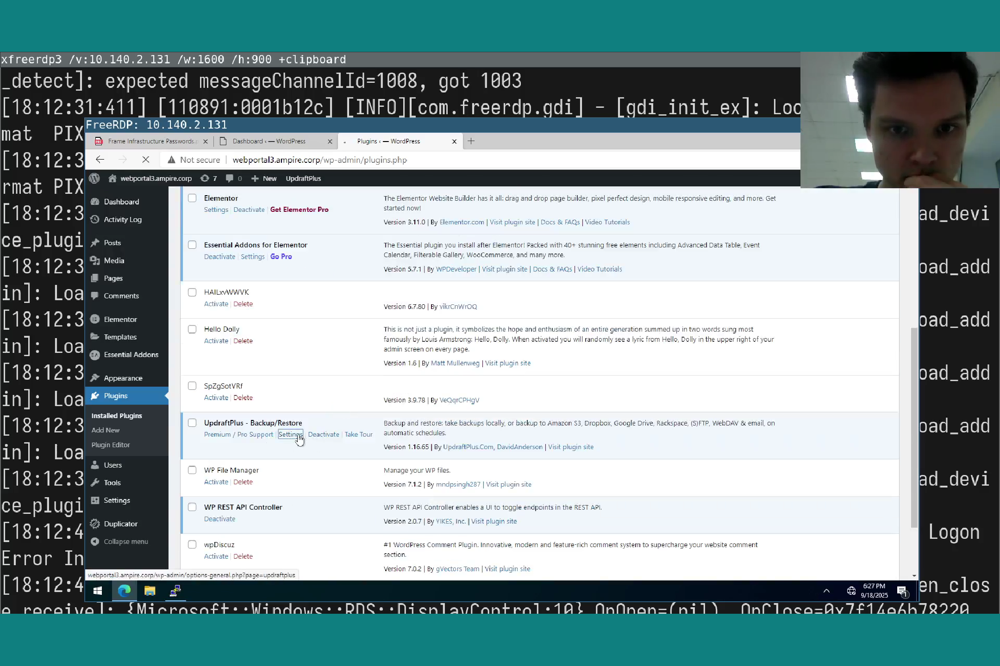 xfreerdp3 /v:10.140.2.131 /w:1600 /h:900 +clipboard
_detect]: expected messageChannelId=1008, got 1003
[18:12:31:411] [110891:0001b12c] [INFO][com.freerdp.gdi] - [gdi_init_ex]: Loc
mat PIX
[18:12:3
rmat PIX
[18:12:3
ce_plugi
[18:12:3
in]: Loa
[18:12:3
in]: Loa
[18:12:3
in]: Loa
[18:12:3
in]: Loa
[18:12:3
ce_plugi
[18:12:4
Error In
[18:12:4
FreeRDP: 10.140.2.131
Frame Infrastructure Passwords.
Dashboard ‹ — WordPress
Plugins ‹ — WordPress
Not secure
webportal3.ampire.corp/wp-admin/plugins.php
webportal3.ampire.corp 7 0 New UpdraftPlus
Dashboard
Activity Log
Posts
Media
Pages
Comments
Elementor
Templates
Essential Addons
Appearance
Plugins
Installed Plugins
Add New
Plugin Editor
Users
Tools
Settings
Duplicator
Collapse menu
Elementor
Settings | Deactivate | Get Elementor Pro
The Elementor Website Builder has it all: drag and drop page builder, pixel perfect design, mobile responsive editing, and more. Get
started now!
Version 3.11.0 | By Elementor.com | Visit plugin site | Docs & FAQs | Video Tutorials
Essential Addons for Elementor
Deactivate | Settings | Go Pro
The Essential plugin you install after Elementor! Packed with 40+ stunning free elements including Advanced Data Table, Event
Calendar, Filterable Gallery, WooCommerce, and many more.
Version 5.7.1 | By WPDeveloper | Visit plugin site | Docs & FAQs | Video Tutorials
Activate | Delete
Version 6.7.80 | By vikrCnWrOQ
Hello Dolly
Activate | Delete
This is not just a plugin, it symbolizes the hope and enthusiasm of an entire generation summed up in two words sung most
famously by Louis Armstrong: Hello, Dolly. When activated you will randomly see a lyric from Hello, Dolly in the upper right of your
admin screen on every page.
Version 1.6 | By Matt Mullenweg | Visit plugin site
SpZgSotVRf
Activate | Delete
Version 3.9.78 | By VeQqrCPHgV
UpdraftPlus - Backup/Restore
Premium / Pro Support | Settings | Deactivate | Take Tour
Backup and restore: take backups locally, or backup to Amazon S3, Dropbox, Google Drive, Rackspace, (S)FTP, WebDAV & email, on
automatic schedules.
Version 1.16.65 | By UpdraftPlus.Com, DavidAnderson | Visit plugin site
WP File Manager
Activate | Delete
Manage your WP files.
Version 7.1.2 | By mndpsingh287 | Visit plugin site
WP REST API Controller
Deactivate
WP REST API Controller enables a UI to toggle endpoints in the REST API.
Version 2.0.7 | By YIKES, Inc. | Visit plugin site
wpDiscuz
Activate | Delete
#1 WordPress Comment Plugin. Innovative, modern and feature-rich comment system to supercharge your website comment
section.
Version 7.0.2 | By gVectors Team | Visit plugin site
webportal3.ampire.corp/wp-admin/options-general.php?page=updraftplus
6:27 PM
9/18/2025
1
ad_devi
oad_add
oad_add
oad_add
oad_add
ad_devi
Logon
en_clos
e_receive]: {Microsoft::Windows::RDS::DisplayControl:10} OnOpen=(nil), OnClose=0x7f14e6b78220